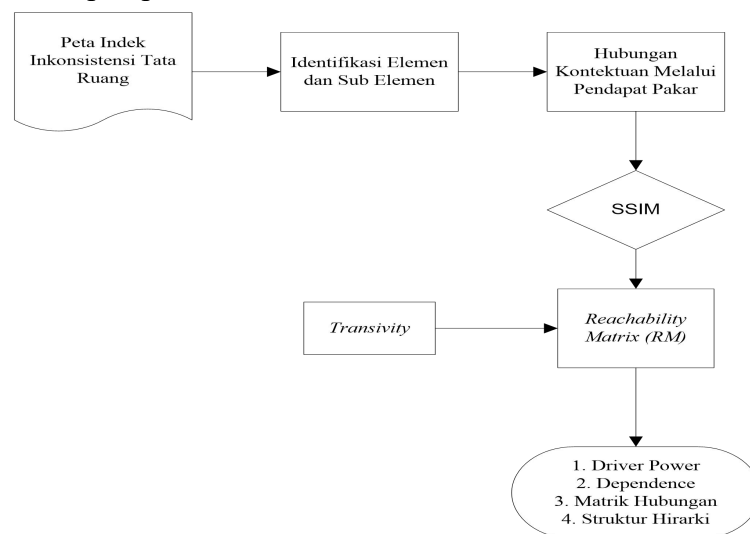 Peta Indek
Inkonsistensi Tata
Ruang
Identifikasi Elemen
dan Sub Elemen
Hubungan
Kontektuan Melalui
Pendapat Pakar
SSIM
Transivity
Reachability
Matrix (RM)
1. Driver Power
2. Dependence
3. Matrik Hubungan
4. Struktur Hirarki